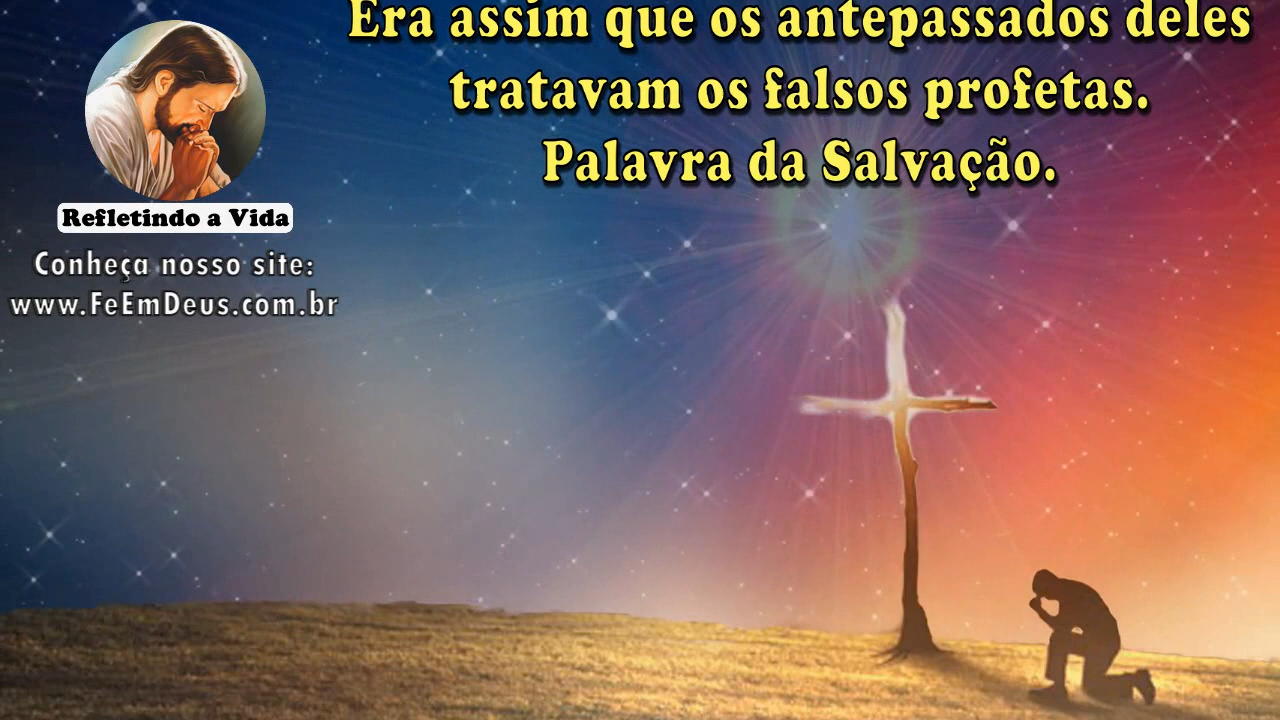 Era assim que os antepassados deles
tratavam os falsos profetas.
Palavra da Salvação.
Refletindo a Vida
Conheça nosso site:
www.FeEmDeus.com.br